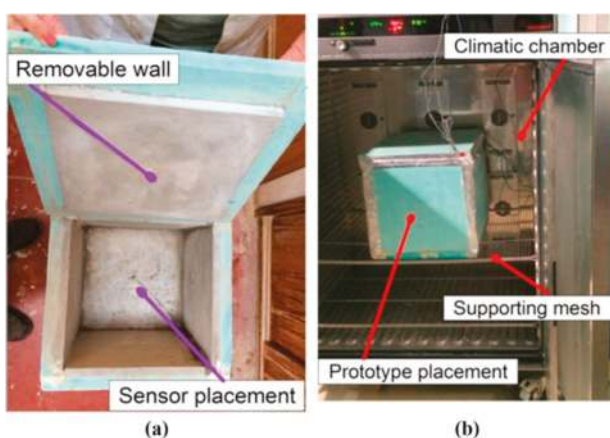 Removable wall
Sensor placement
(a)
Climatic chamber
Supporting mesh
Prototype placement
(b)